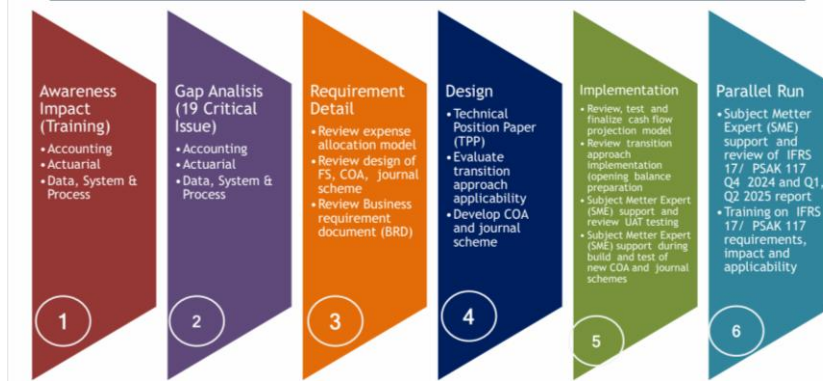 Awareness
Impact
(Training)
•Accounting
•Actuarial
•Data, System &
Process
1
Gap Analisis
(19 Critical
Issue)
•Accounting
•Actuarial
•Data, System &
Process
2
Requirement
Detail
•Review expense
allocation model
•Review design of
FS, COA, journal
scheme
•Review Business
requirement
document (BRD)
3
Design
•Technical
Position Paper
(TPP)
•Evaluate
transition
approach
applicability
•Develop COA
and journal
scheme
4
Implementation
•Review, test and
finalize cash flow
projection model
•Review transition
approach
implementation
(opening balance
preparation
•Subject Metter Expert
(SME) support and
review UAT testing
•Subject Metter Expert
(SME) support during
build and test of
new COA and journal
schemes
5
Parallel Run
•Subject Metter
Expert (SME)
support and
review of IFRS
17/ PSAK 117
Q4 2024 and Q1,
Q2 2025 report
•Training on IFRS
17/ PSAK 117
requirements,
impact and
applicability
6